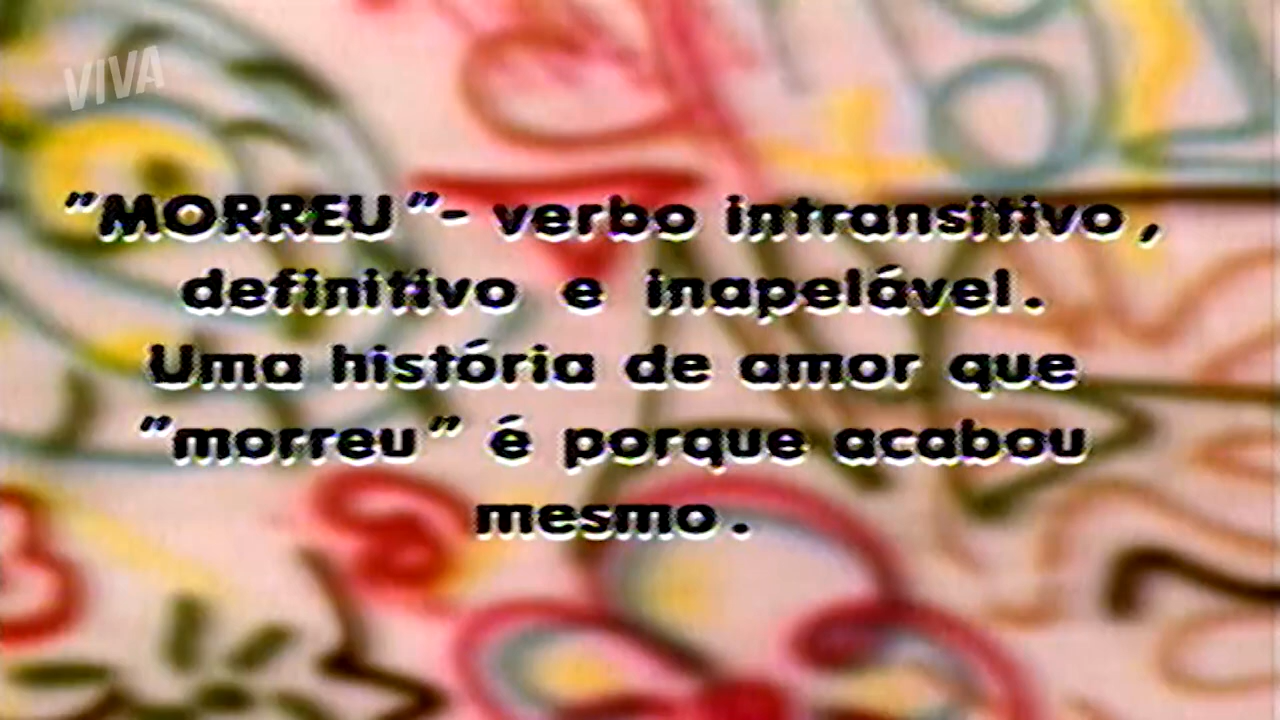 VIVA
"MORREU"- verbo intransitivo,
definitivo e inapelável.
Uma história de amor que
"morreu" é porque acabou
mesmo.